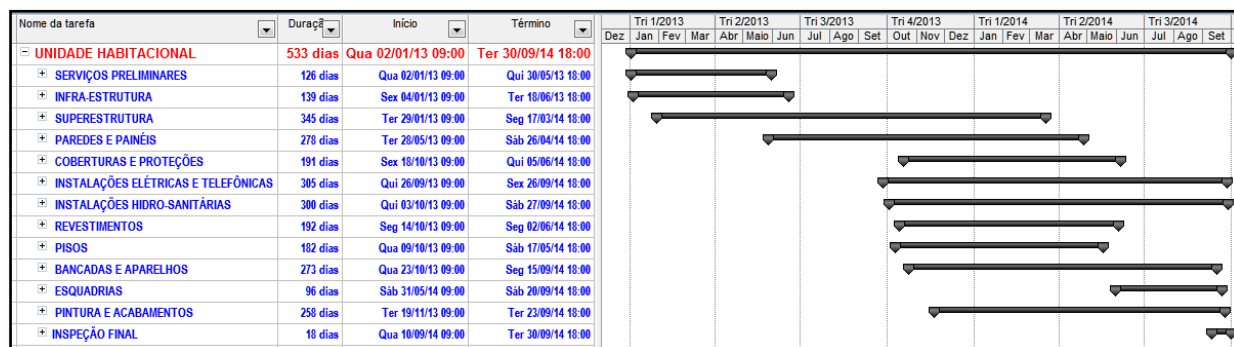 Nome da tarefa Duraçã Início Término Tri 1/2013 Tri 2/2013 Tri 3/2013 Tri 4/2013 Tri 1/2014 Tri 2/2014 Tri 3/2014
Dez Jan Fev Mar Abr Maio Jun Jul Ago Set Out Nov Dez Jan Fev Mar Abr Maio Jun Jul Ago Set
UNIDADE HABITACIONAL 533 dias Qua 02/01/13 09:00 Ter 30/09/14 18:00
SERVIÇOS PRELIMINARES 126 dias Qua 02/01/13 09:00 Qui 30/05/13 18:00
INFRA-ESTRUTURA 139 dias Sex 04/01/13 09:00 Ter 18/06/13 18:00
SUPERESTRUTURA 345 dias Ter 29/01/13 09:00 Seg 17/03/14 18:00
PAREDES E PAINÉIS 278 dias Ter 28/05/13 09:00 Sáb 26/04/14 18:00
COBERTURAS E PROTEÇÕES 191 dias Sex 18/10/13 09:00 Qui 05/06/14 18:00
INSTALAÇÕES ELÉTRICAS E TELEFÔNICAS 305 dias Qui 26/09/13 09:00 Sex 26/09/14 18:00
INSTALAÇÕES HIDRO-SANITÁRIAS 300 dias Qui 03/10/13 09:00 Sáb 27/09/14 18:00
REVESTIMENTOS 192 dias Seg 14/10/13 09:00 Seg 02/06/14 18:00
PISOS 182 dias Qua 09/10/13 09:00 Sáb 17/05/14 18:00
BANCADAS E APARELHOS 273 dias Qua 23/10/13 09:00 Seg 15/09/14 18:00
ESQUADRIAS 96 dias Sáb 31/05/14 09:00 Sáb 20/09/14 18:00
PINTURA E ACABAMENTOS 258 dias Ter 19/11/13 09:00 Ter 23/09/14 18:00
INSPEÇÃO FINAL 18 dias Qua 10/09/14 09:00 Ter 30/09/14 18:00